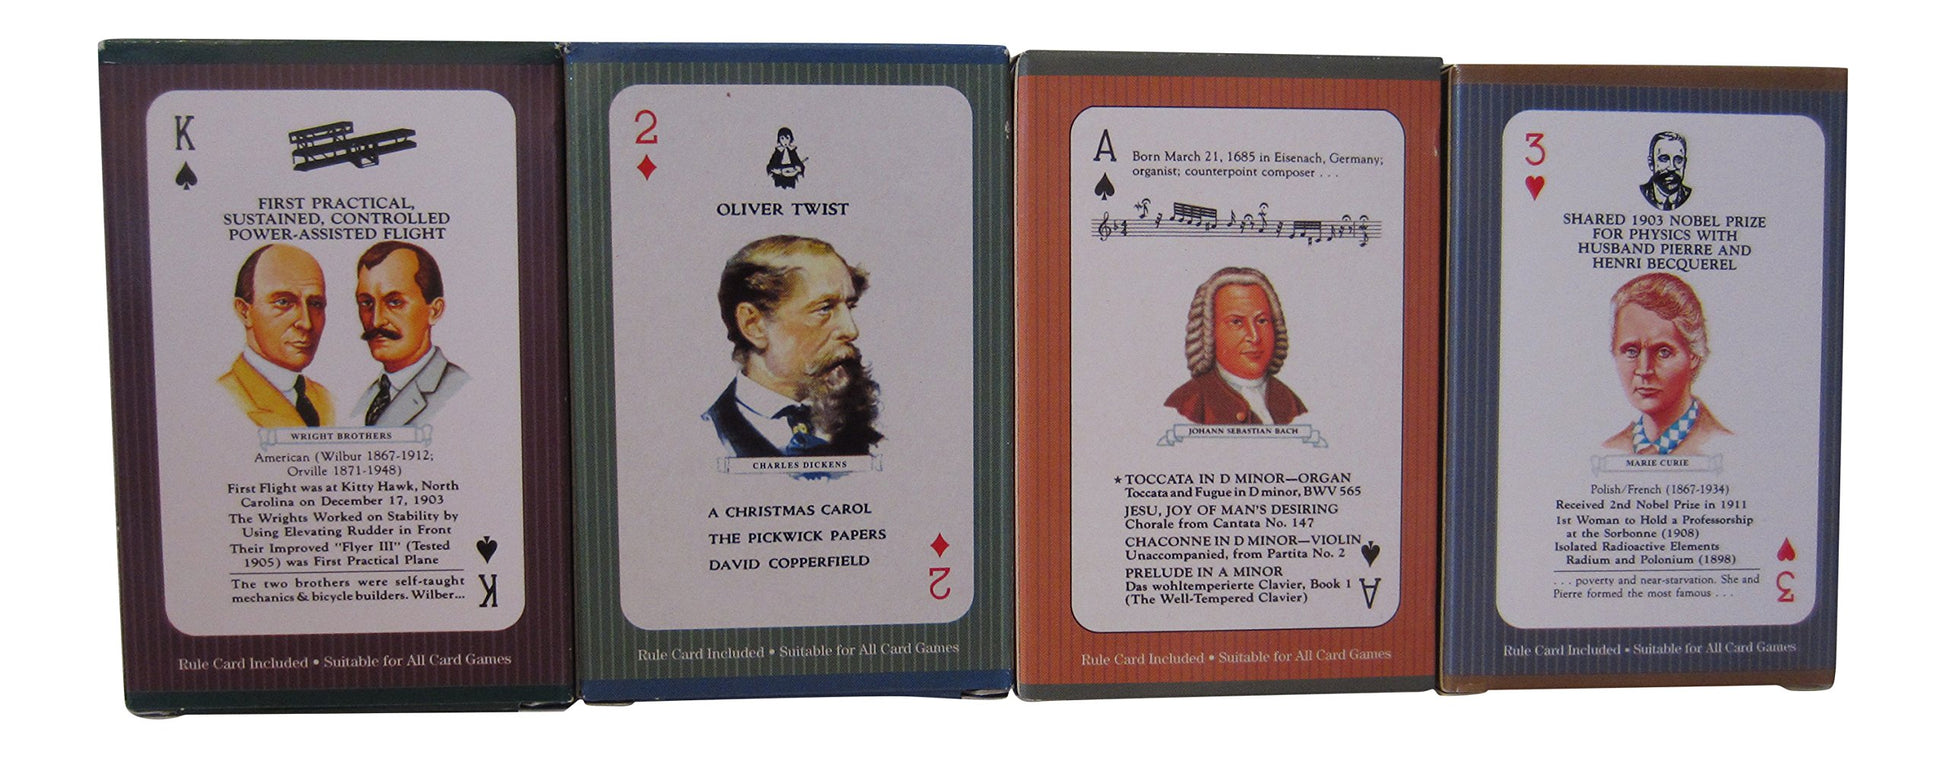 K
FIRST PRACTICAL,
SUSTAINED, CONTROLLED
POWER-ASSISTED FLIGHT
WRIGHT BROTHERS
American (Wilbur 1867-1912;
Orville 1871-1948)
First Flight was at Kitty Hawk, North
Carolina on December 17, 1903
The Wrights Worked on Stability by
Using Elevating Rudder in Front
Their Improved "Flyer III" (Tested
1905) was First Practical Plane
The two brothers were self-taught
mechanics & bicycle builders. Wilber...
K
Rule Card Included • Suitable for All Card Games
2
OLIVER TWIST
CHARLES DICKENS
A CHRISTMAS CAROL
THE PICKWICK PAPERS
DAVID COPPERFIELD
2
Rule Card Included • Suitable for All Card Games
A
Born March 21, 1685 in Eisenach, Germany;
organist; counterpoint composer . . .
JOHANN SEBASTIAN BACH
★ TOCCATA IN D MINOR—ORGAN
Toccata and Fugue in D minor, BWV 565
JESU, JOY OF MAN'S DESIRING
Chorale from Cantata No. 147
CHACONNE IN D MINOR—VIOLIN
Unaccompanied, from Partita No. 2
PRELUDE IN A MINOR
Das wohltemperierte Clavier, Book 1
(The Well-Tempered Clavier)
A
Rule Card Included • Suitable for All Card Games
3
SHARED 1903 NOBEL PRIZE
FOR PHYSICS WITH
HUSBAND PIERRE AND
HENRI BECQUEREL
MARIE CURIE
Polish/French (1867-1934)
Received 2nd Nobel Prize in 1911
1st Woman to Hold a Professorship
at the Sorbonne (1908)
Isolated Radioactive Elements
Radium and Polonium (1898)
. . . poverty and near-starvation. She and
Pierre formed the most famous . . .
3
Rule Card Included • Suitable for All Card Games